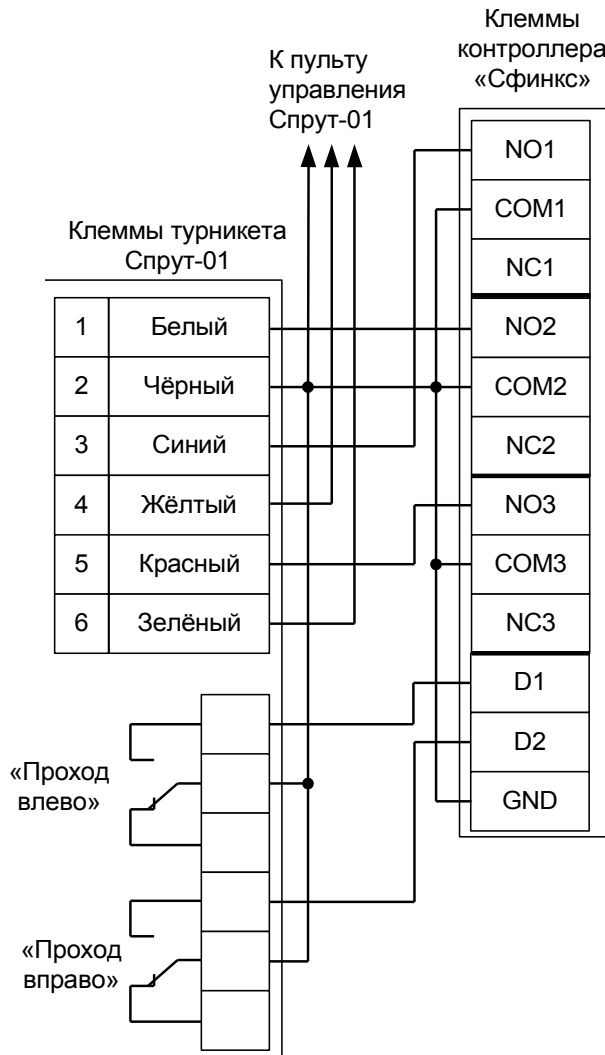 Клеммы
контроллера
«Сфинкс»
К пульту
управления
Спрут-01
Клеммы турникета
Спрут-01
1 Белый
2 Чёрный
3 Синий
4 Жёлтый
5 Красный
6 Зелёный
NO1
COM1
NC1
NO2
COM2
NC2
NO3
COM3
NC3
D1
D2
GND
«Проход
влево»
«Проход
вправо»